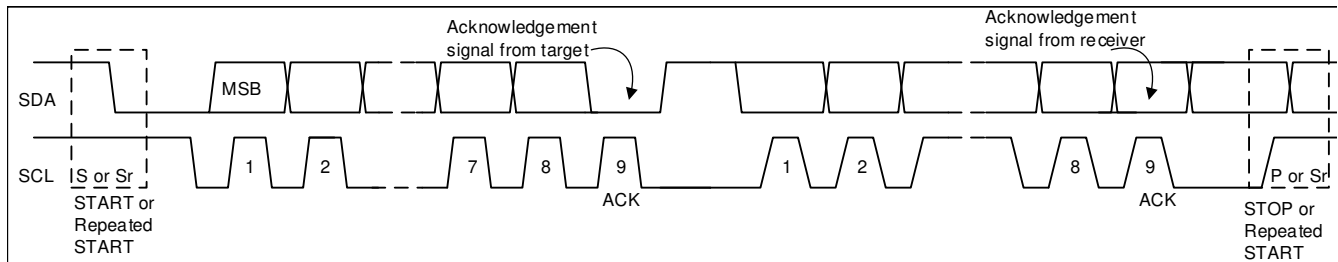 Acknowledgement
signal from target
Acknowledgement
signal from receiver
SDA
MSB
SCL
S or Sr
1
2
7
8
9
1
2
8
9
P or Sr
ACK
ACK
START or
Repeated
START
STOP or
Repeated
START